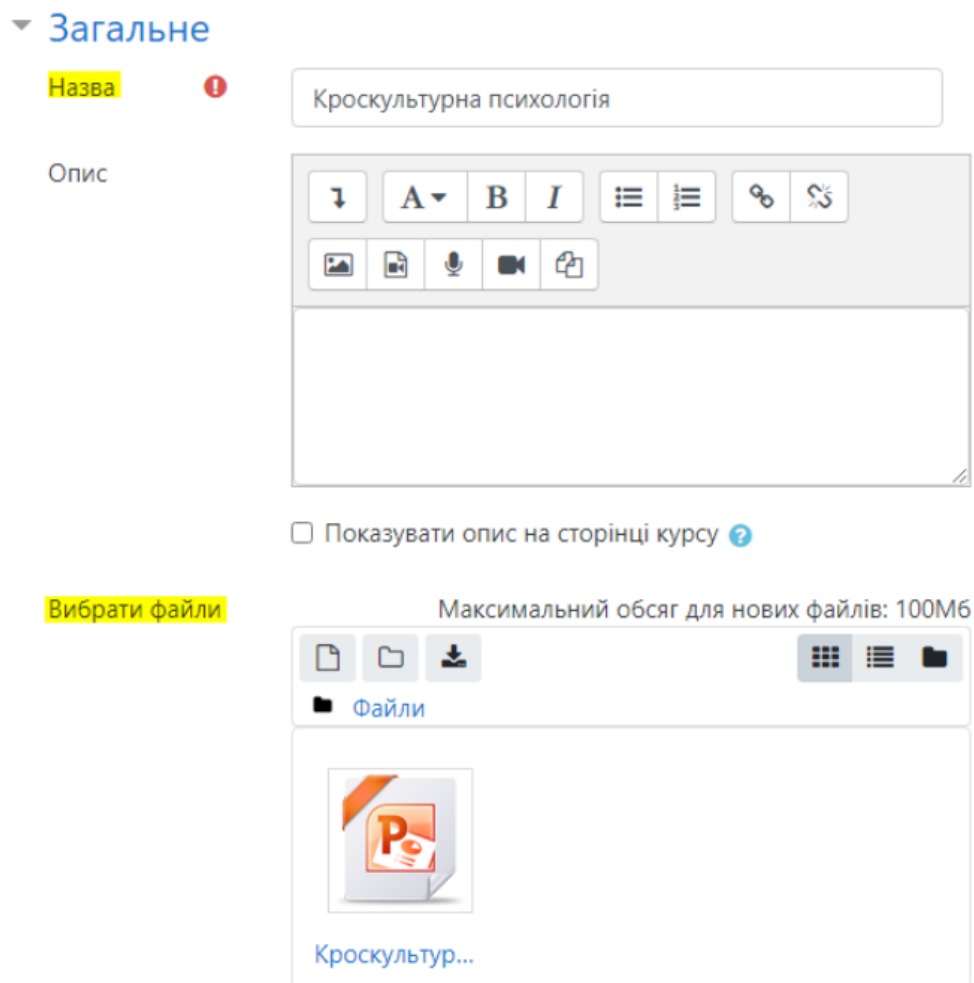 Загальне
Назва
Кроскультурна психологія
Опис
A B I
Показувати опис на сторінці курсу ?
Вибрати файли Максимальний обсяг для нових файлів: 100Мб
Файли
P
Кроскультур...